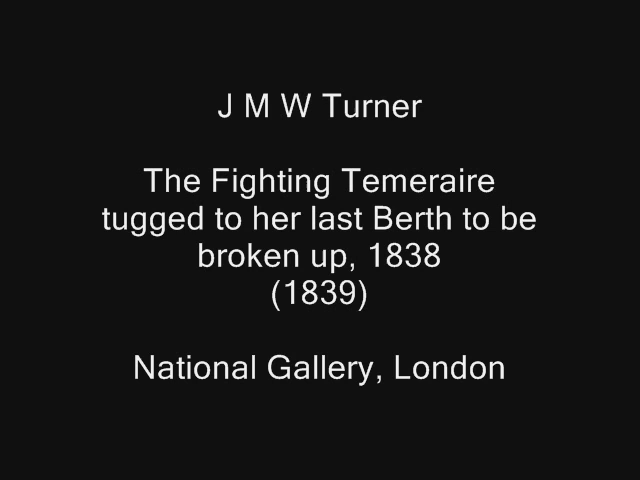 J M W Turner
The Fighting Temeraire
tugged to her last Berth to be
broken up, 1838
(1839)
National Gallery, London